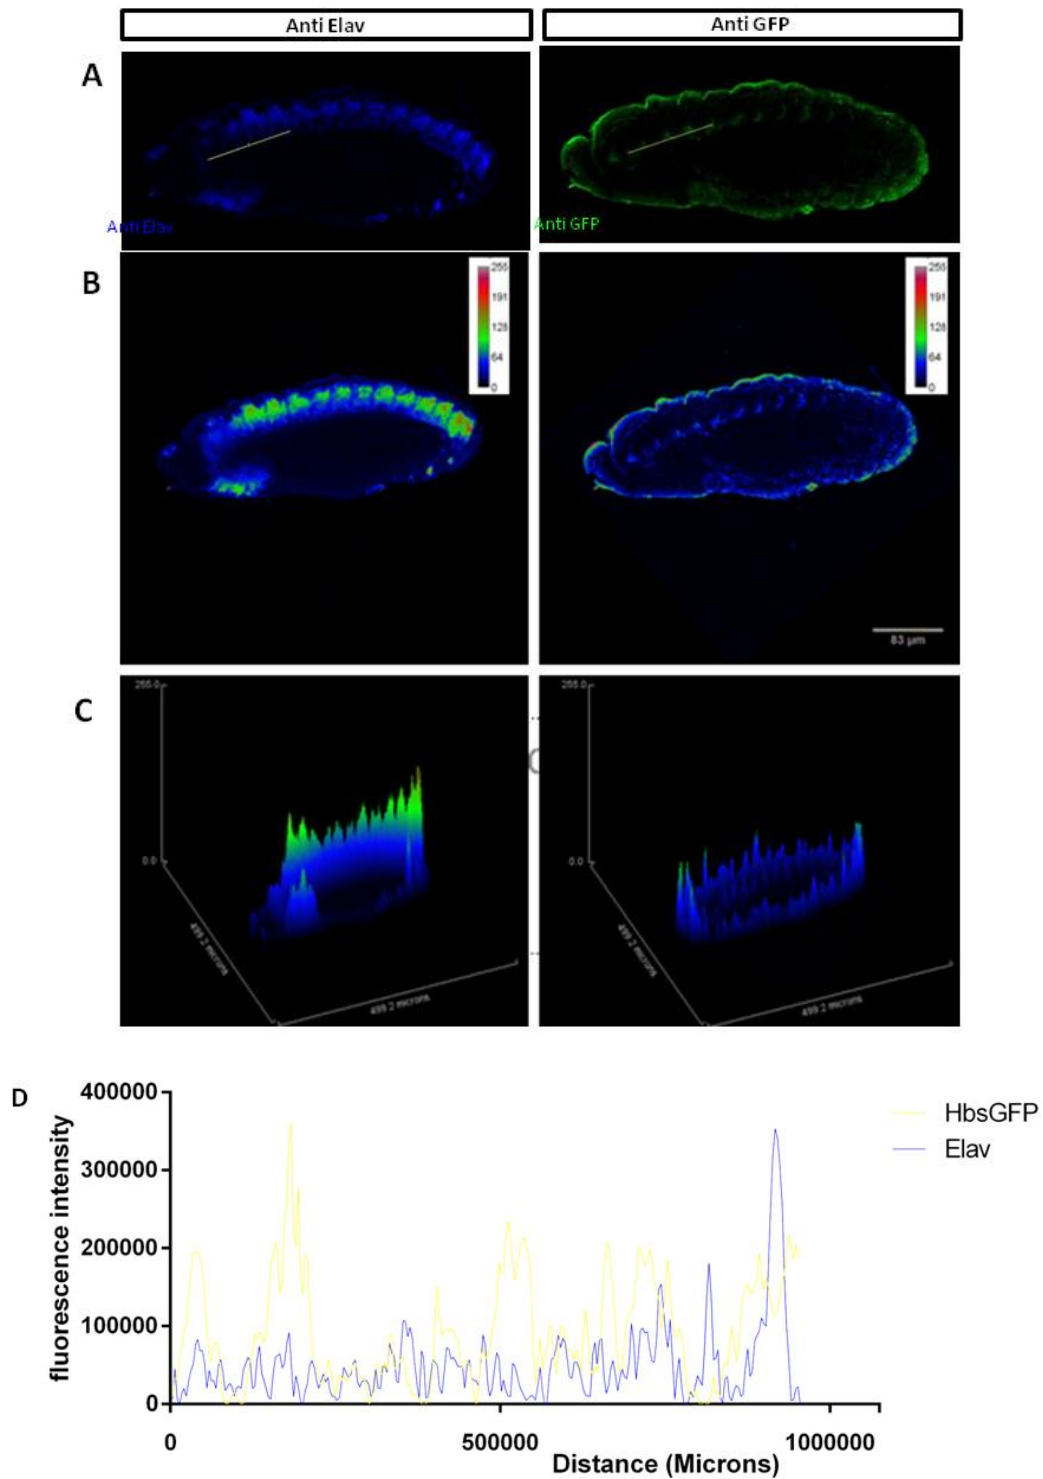 Anti Elav
Anti GFP
A
Anti Elav
Anti GFP
B
255
191
128
64
0
255
191
128
64
0
83 µm
C
255.0
0.0
499.2 microns
499.2 microns
255.0
0.0
499.2 microns
499.2 microns
D
400000
300000
200000
100000
0
fluorescence intensity
0
500000
1000000
Distance (Microns)
HbsGFP
Elav